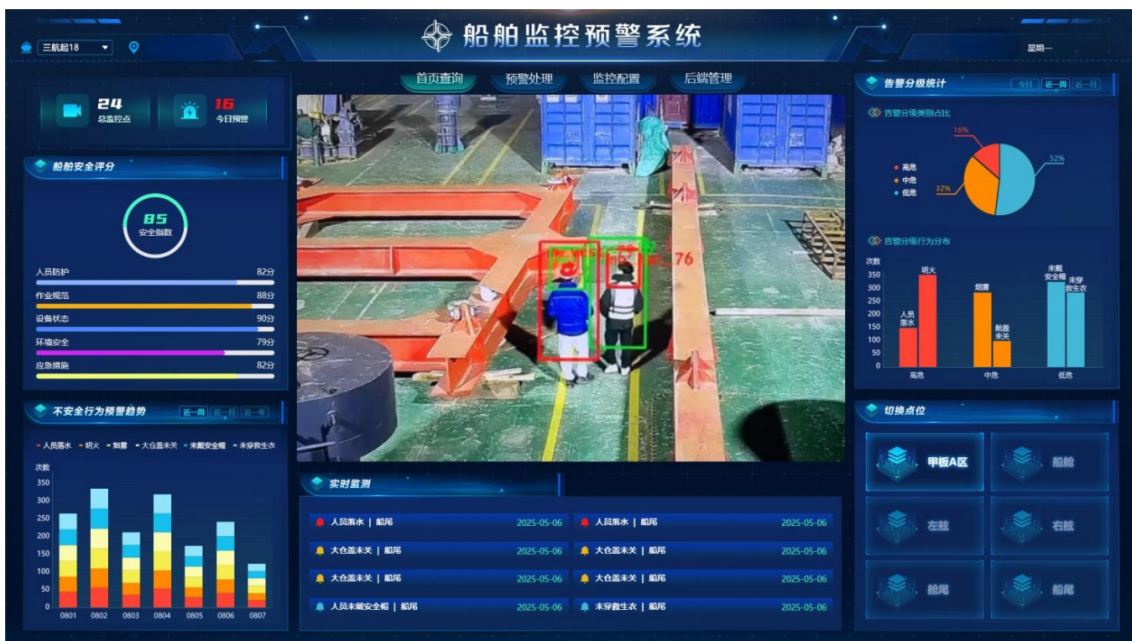 船舶监控预警系统
三航起18
星期一
首页查询 预警处理 监控配置 后端管理
24
总监控点
16
今日预警
船舶安全评分
85
安全指数
人员防护 82分
作业规范 88分
设备状态 90分
环境安全 79分
应急措施 82分
不安全行为预警趋势
近一周 近一月 近一年
人员落水 明火 烟雾 大仓盖未关 未戴安全帽 未穿救生衣
次数
350
300
250
200
150
100
50
0
0801 0802 0803 0804 0805 0806 0807
实时监测
人员落水 | 船尾 2025-05-06
人员落水 | 船尾 2025-05-06
大仓盖未关 | 船尾 2025-05-06
大仓盖未关 | 船尾 2025-05-06
大仓盖未关 | 船尾 2025-05-06
大仓盖未关 | 船尾 2025-05-06
人员未戴安全帽 | 船尾 2025-05-06
未穿救生衣 | 船尾 2025-05-06
告警分级统计
今日 近一周 近一月
告警分级类别占比
16%
52%
32%
高危
中危
低危
告警分级行为分布
次数
350
300
250
200
150
100
50
0
人员
落水
明火
烟雾
舱盖
未关
未戴
安全帽
未穿
救生衣
高危 中危 低危
切换点位
甲板A区 船舱
左舷 右舷
舱尾 船尾